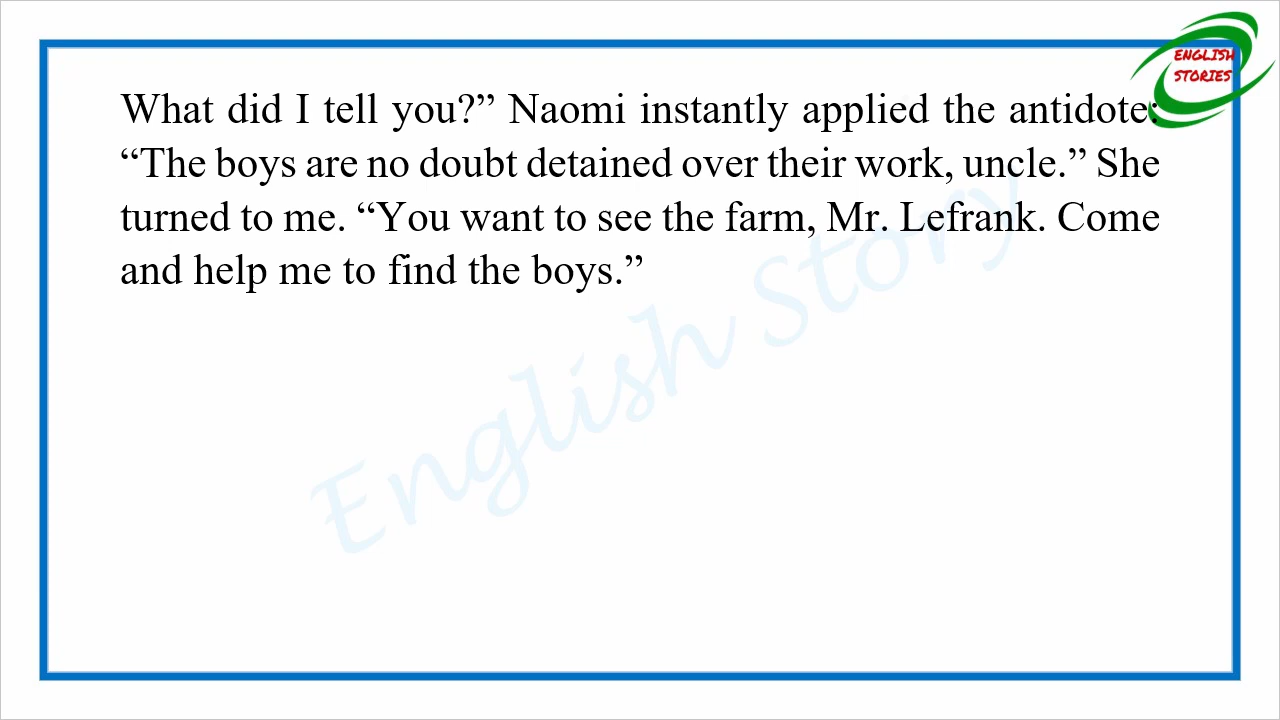 ENGLISH
STORIES
What did I tell you?” Naomi instantly applied the antidote:
“The boys are no doubt detained over their work, uncle.” She
turned to me. “You want to see the farm, Mr. Lefrank. Come
and help me to find the boys.”
English Story